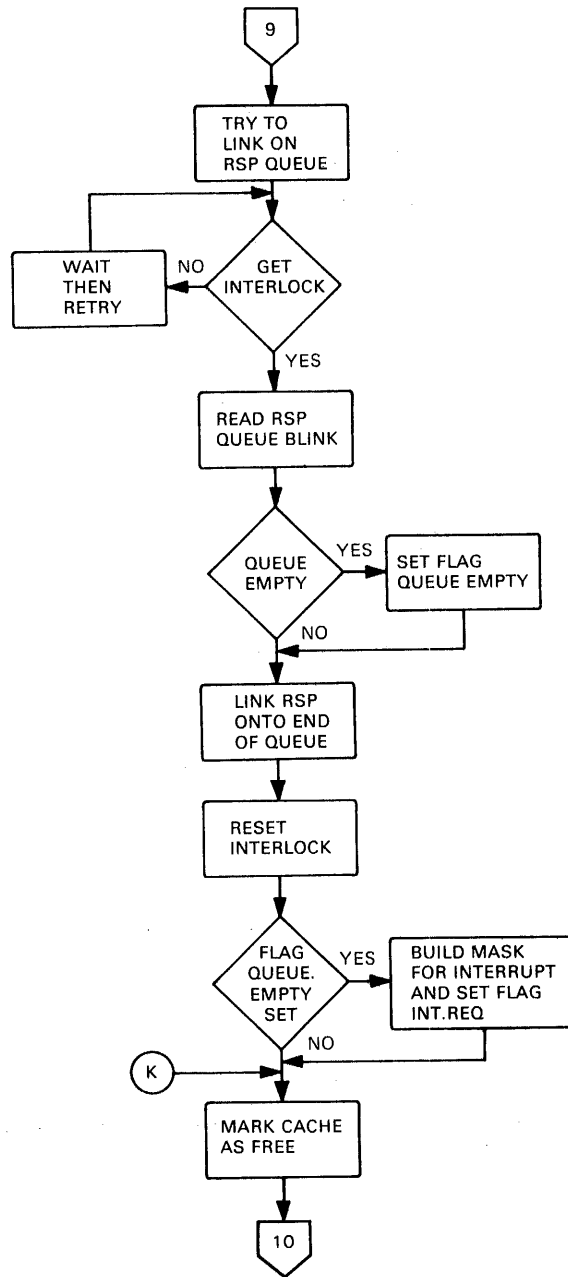 9
TRY TO
LINK ON
RSP QUEUE
WAIT
THEN
RETRY
NO
GET
INTERLOCK
YES
READ RSP
QUEUE BLINK
QUEUE
EMPTY
YES
SET FLAG
QUEUE EMPTY
NO
LINK RSP
ONTO END
OF QUEUE
RESET
INTERLOCK
FLAG
QUEUE.
EMPTY
SET
YES
BUILD MASK
FOR INTERRUPT
AND SET FLAG
INT.REQ
NO
K
MARK CACHE
AS FREE
10